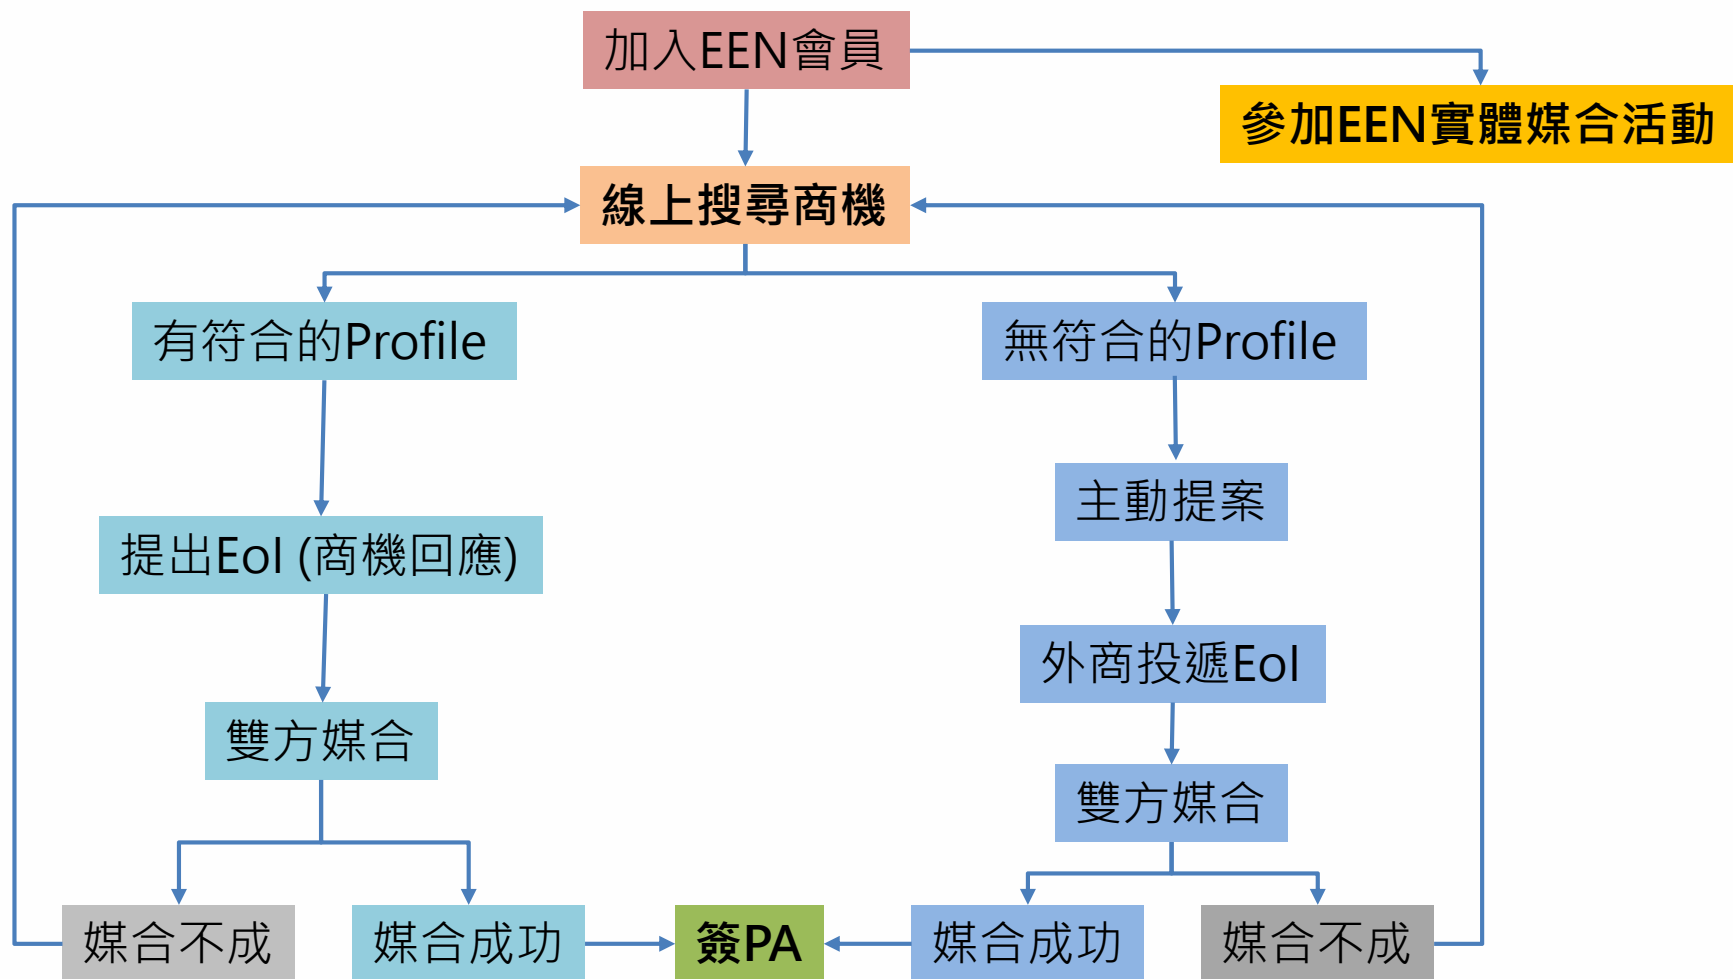 加入EEN會員
參加EEN實體媒合活動
線上搜尋商機
有符合的Profile
無符合的Profile
主動提案
提出EoI (商機回應)
外商投遞EoI
雙方媒合
雙方媒合
媒合不成
媒合成功
簽PA
媒合成功
媒合不成